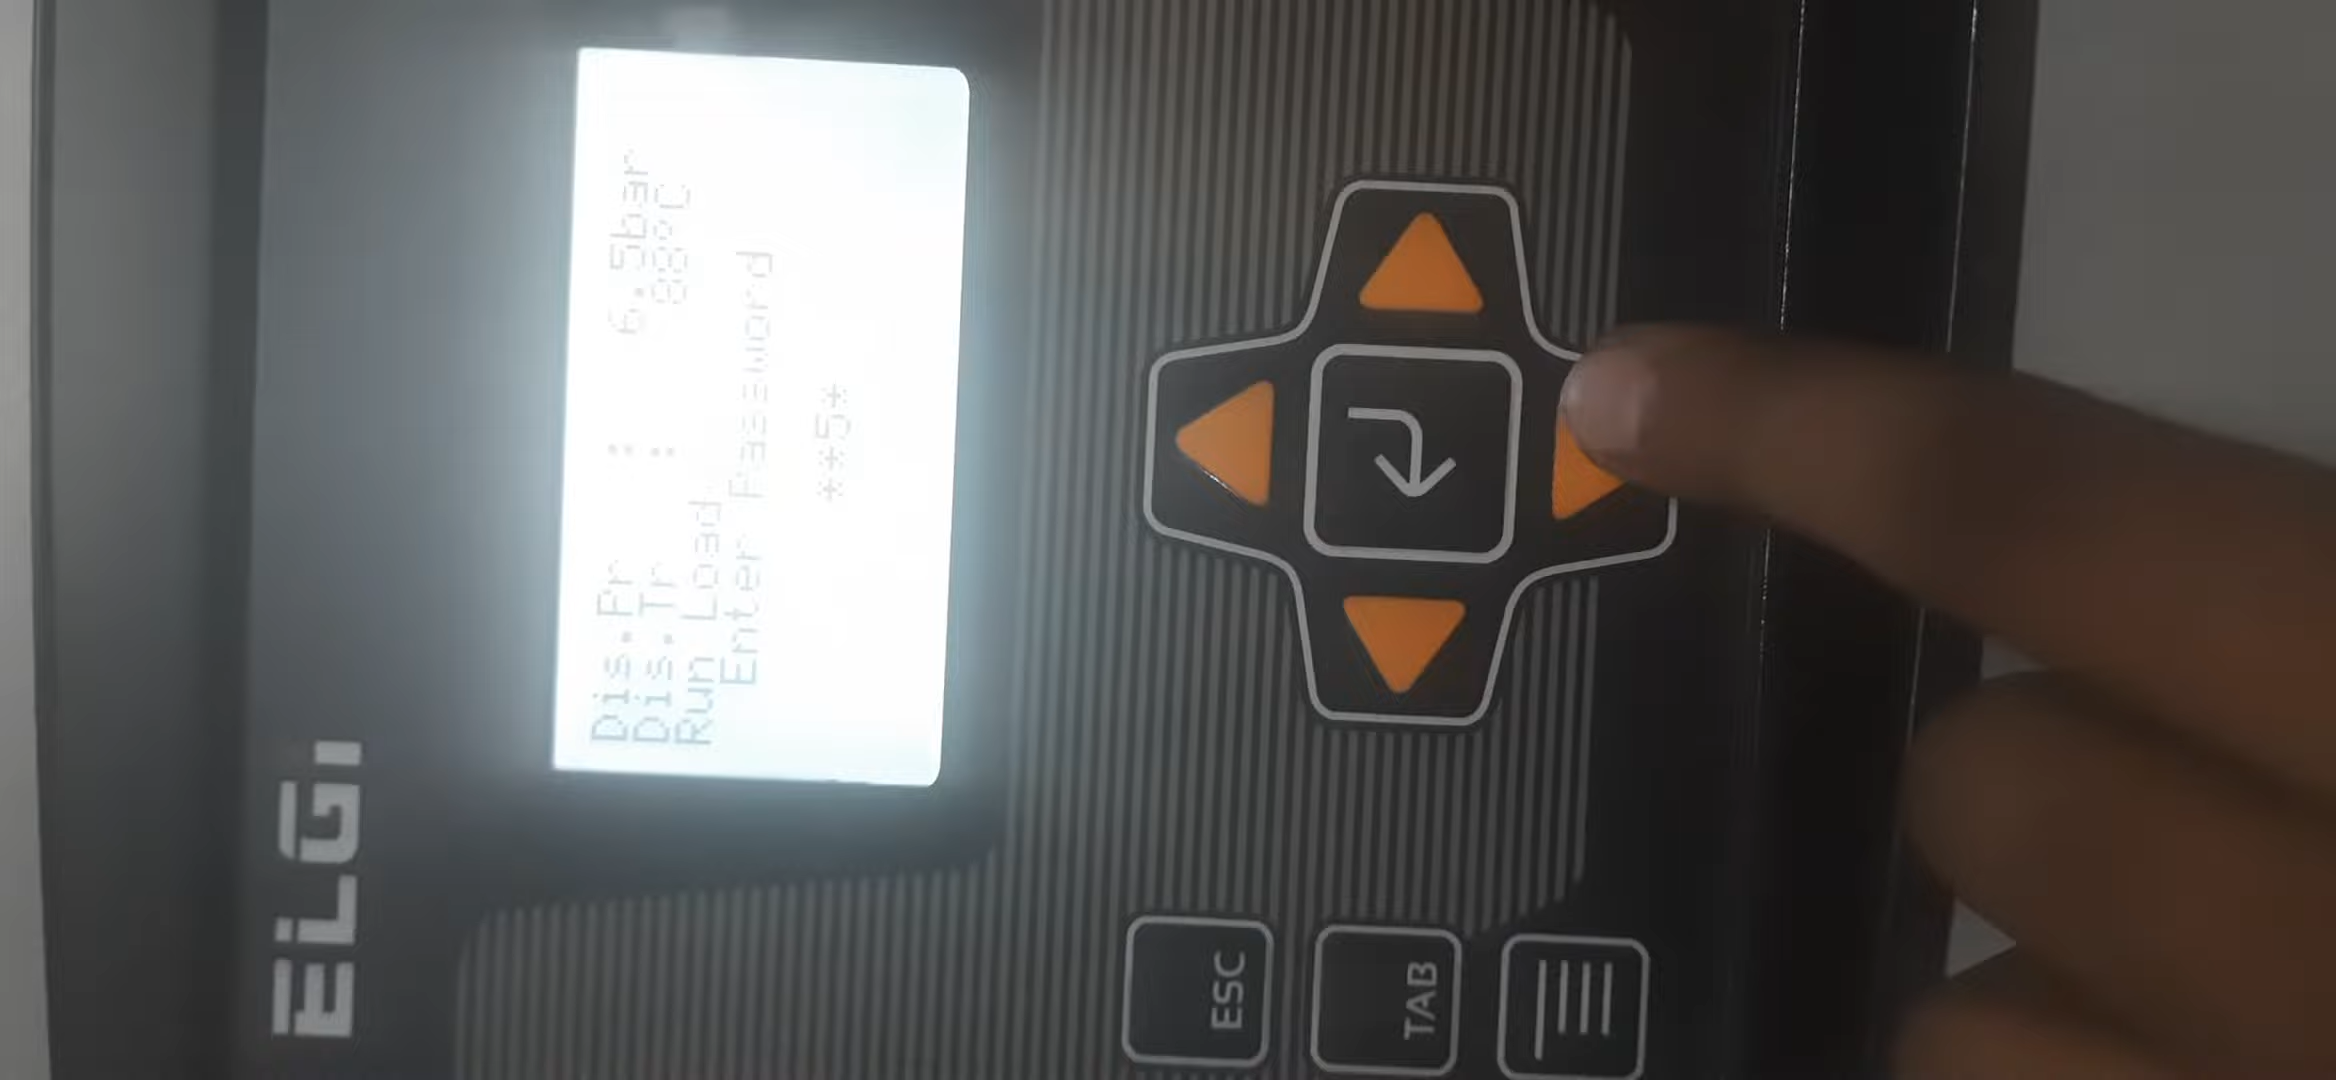 Dis.Pr : 6.5bar
Dis.Tr : 88°C
Run Load
Enter Password
**5*
ELGi
ESC
TAB